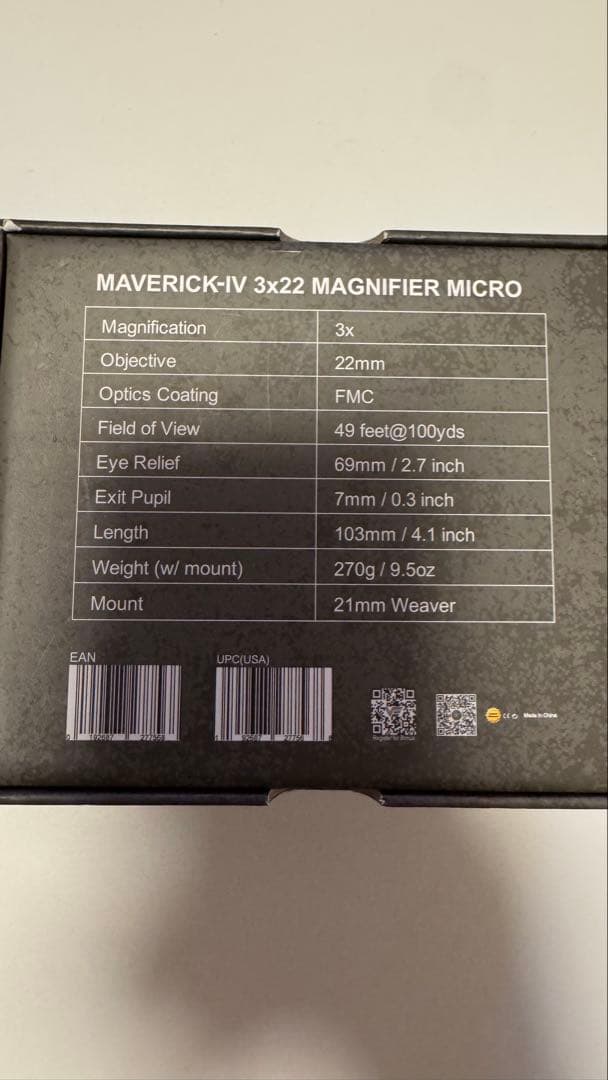 MAVERICK-IV 3x22 MAGNIFIER MICRO
Magnification 3x
Objective 22mm
Optics Coating FMC
Field of View 49 feet@100yds
Eye Relief 69mm / 2.7 inch
Exit Pupil 7mm / 0.3 inch
Length 103mm / 4.1 inch
Weight (w/ mount) 270g / 9.5oz
Mount 21mm Weaver
EAN UPC(USA)
Made in China